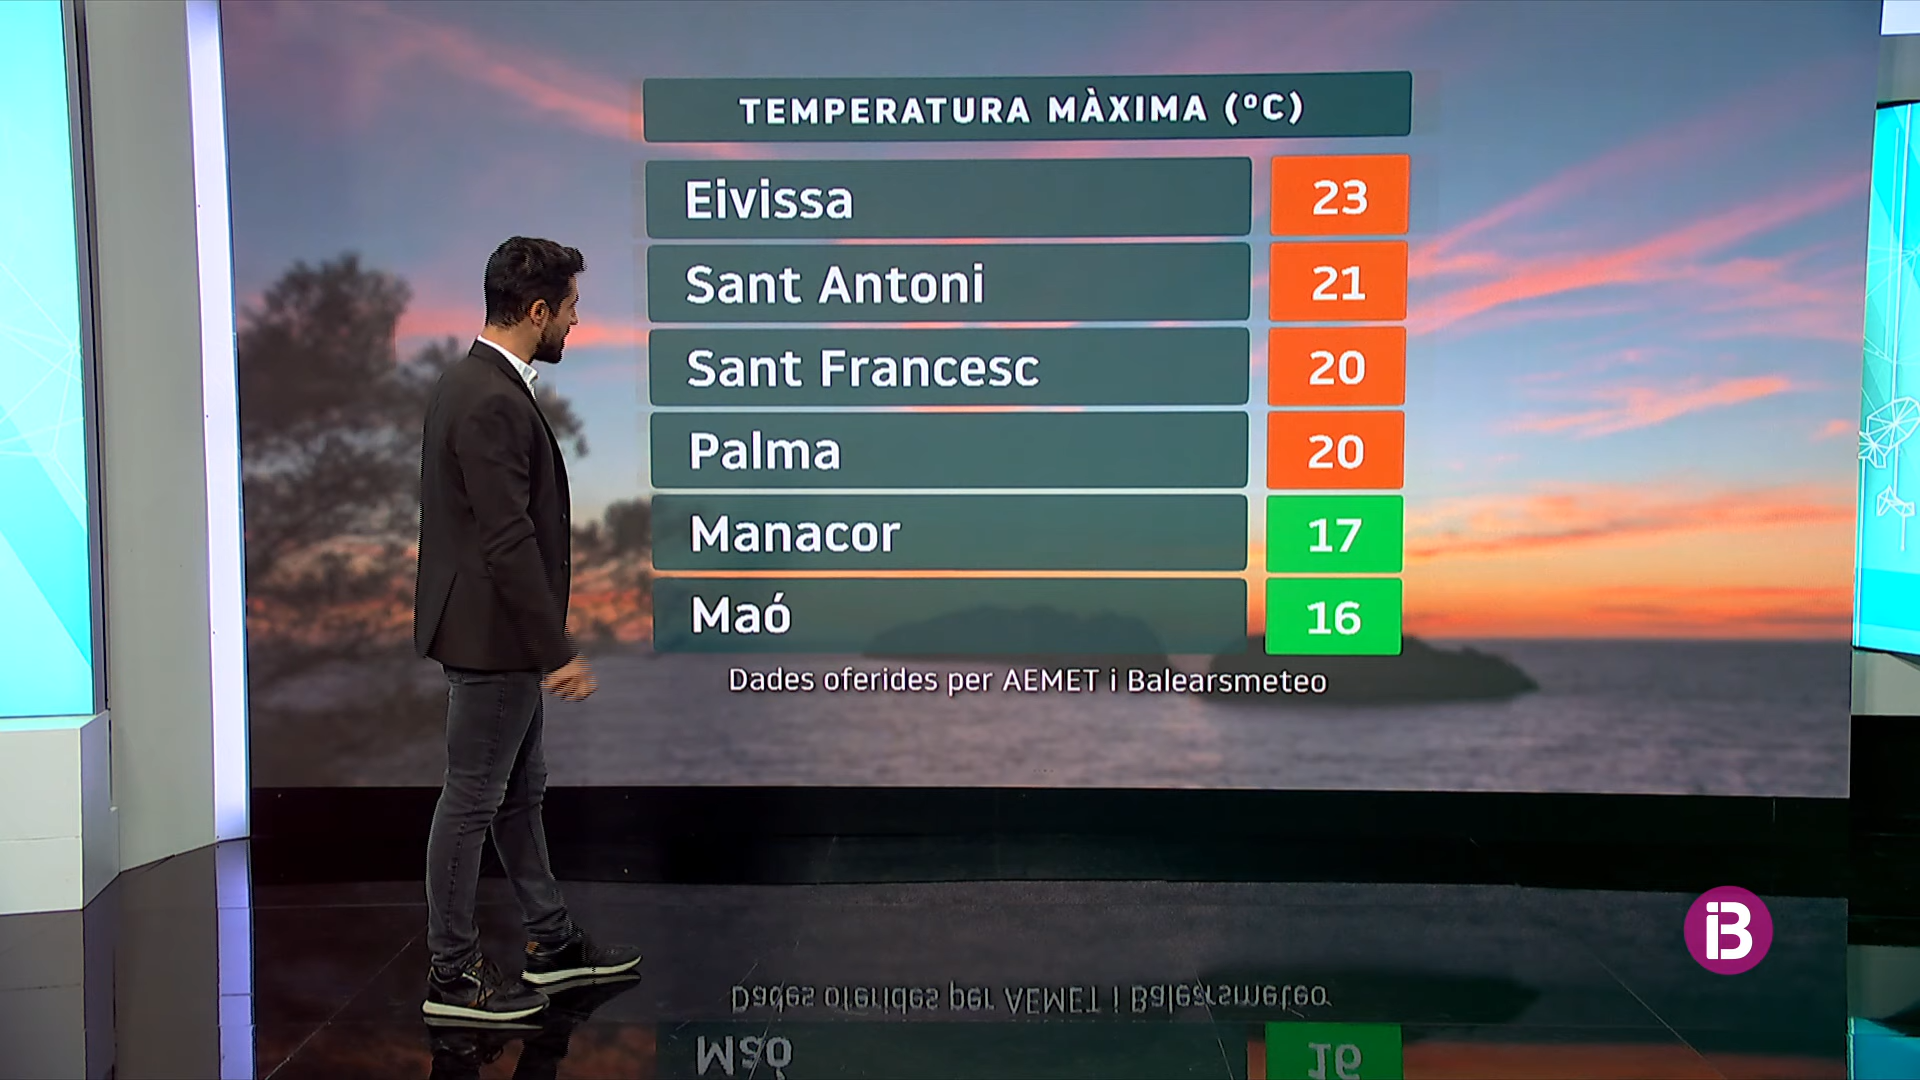 TEMPERATURA MÀXIMA (ºC)
Eivissa 23
Sant Antoni 21
Sant Francesc 20
Palma 20
Manacor 17
Maó 16
Dades oferides per AEMET i Balearsmeteo
iB